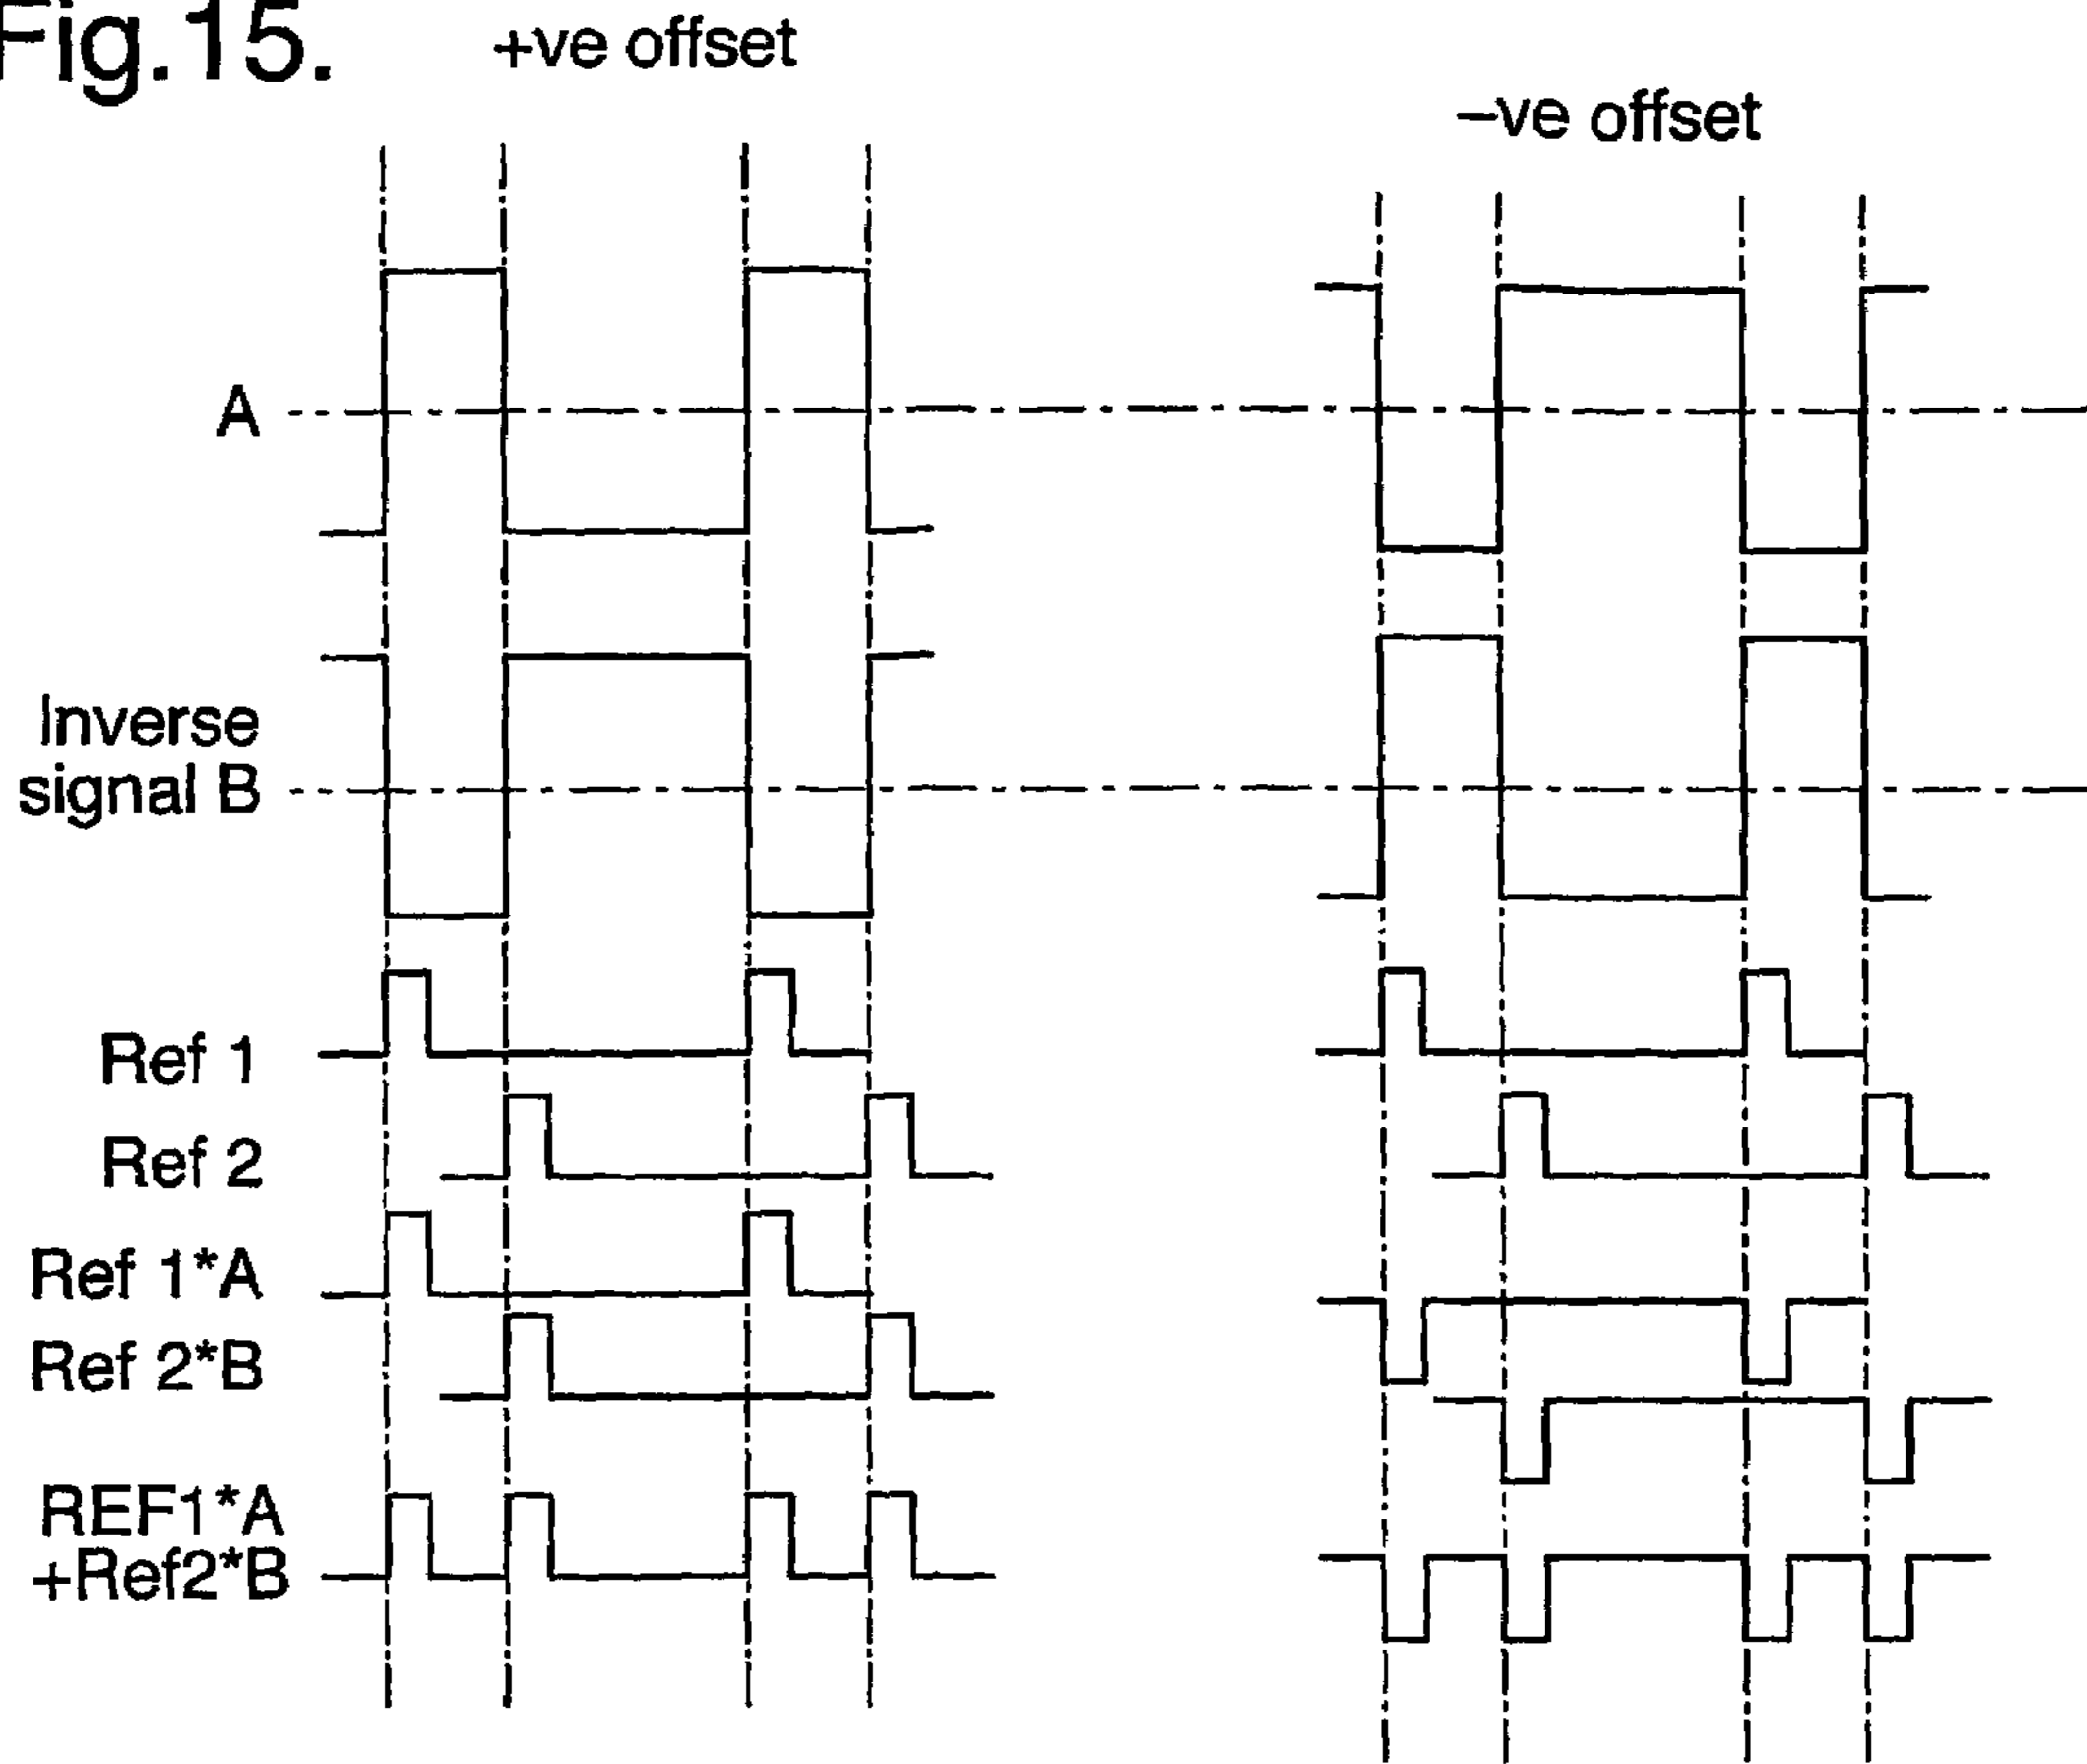 Fig.15.
+ve offset
−ve offset
A
Inverse
signal B
Ref 1
Ref 2
Ref 1*A
Ref 2*B
REF1*A
+Ref2*B